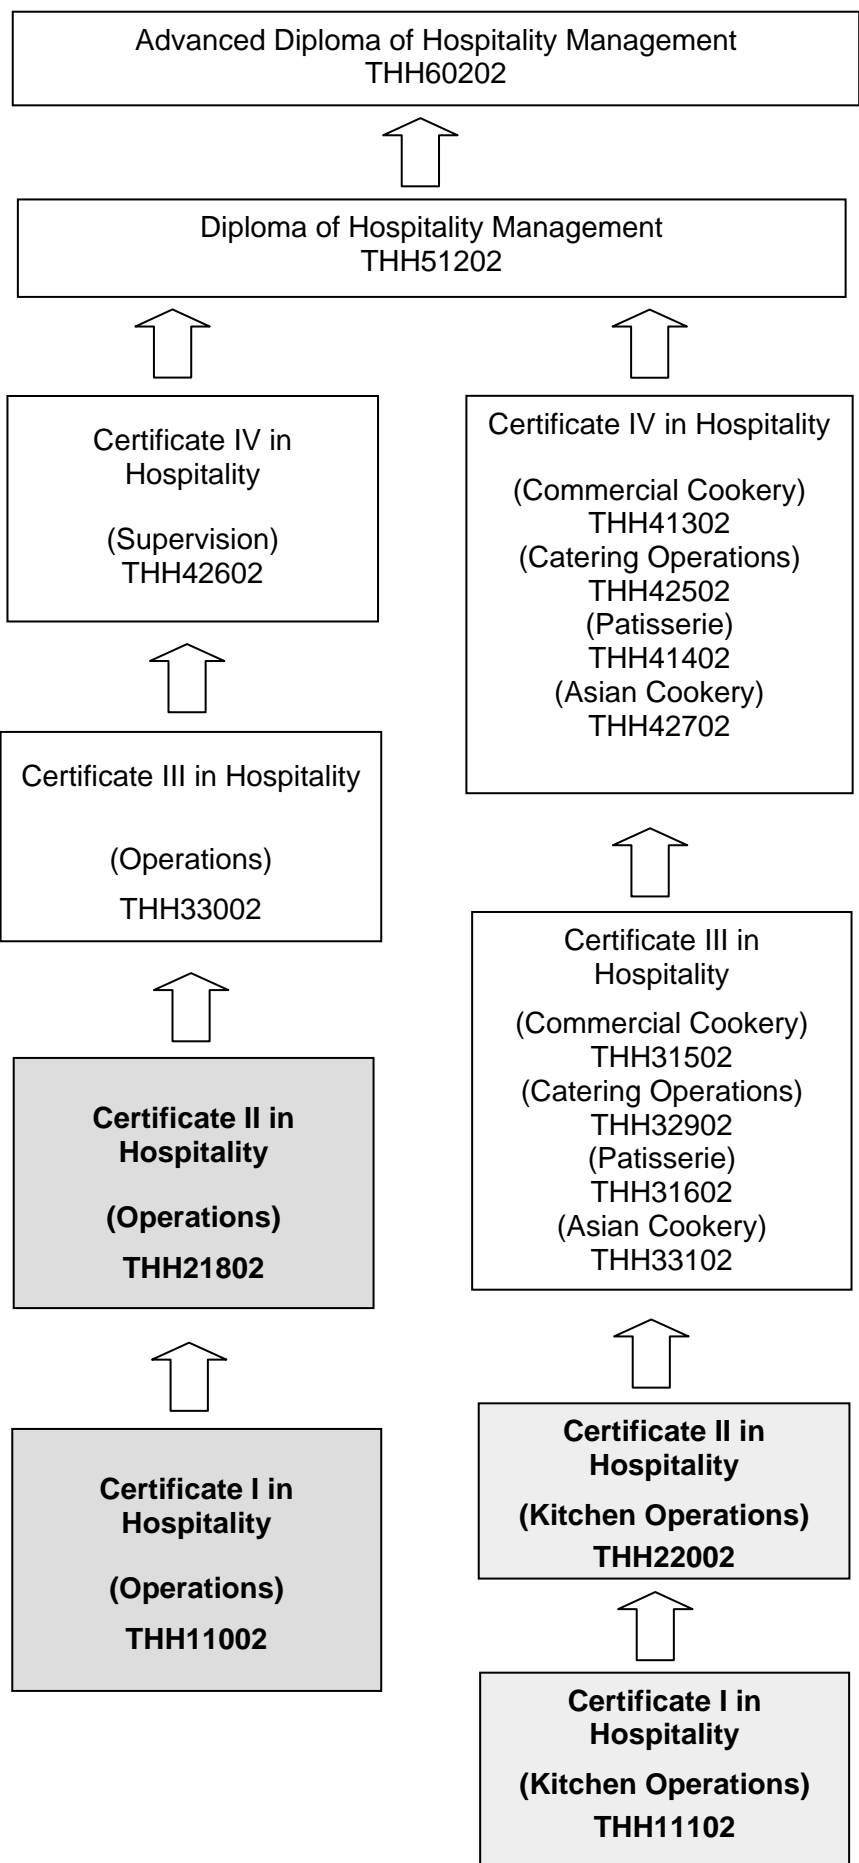 Advanced Diploma of Hospitality Management
THH60202
Diploma of Hospitality Management
THH51202
Certificate IV in
Hospitality
(Supervision)
THH42602
Certificate III in Hospitality
(Operations)
THH33002
Certificate II in
Hospitality
(Operations)
THH21802
Certificate I in
Hospitality
(Operations)
THH11002
Certificate IV in Hospitality
(Commercial Cookery)
THH41302
(Catering Operations)
THH42502
(Patisserie)
THH41402
(Asian Cookery)
THH42702
Certificate III in
Hospitality
(Commercial Cookery)
THH31502
(Catering Operations)
THH32902
(Patisserie)
THH31602
(Asian Cookery)
THH33102
Certificate II in
Hospitality
(Kitchen Operations)
THH22002
Certificate I in
Hospitality
(Kitchen Operations)
THH11102